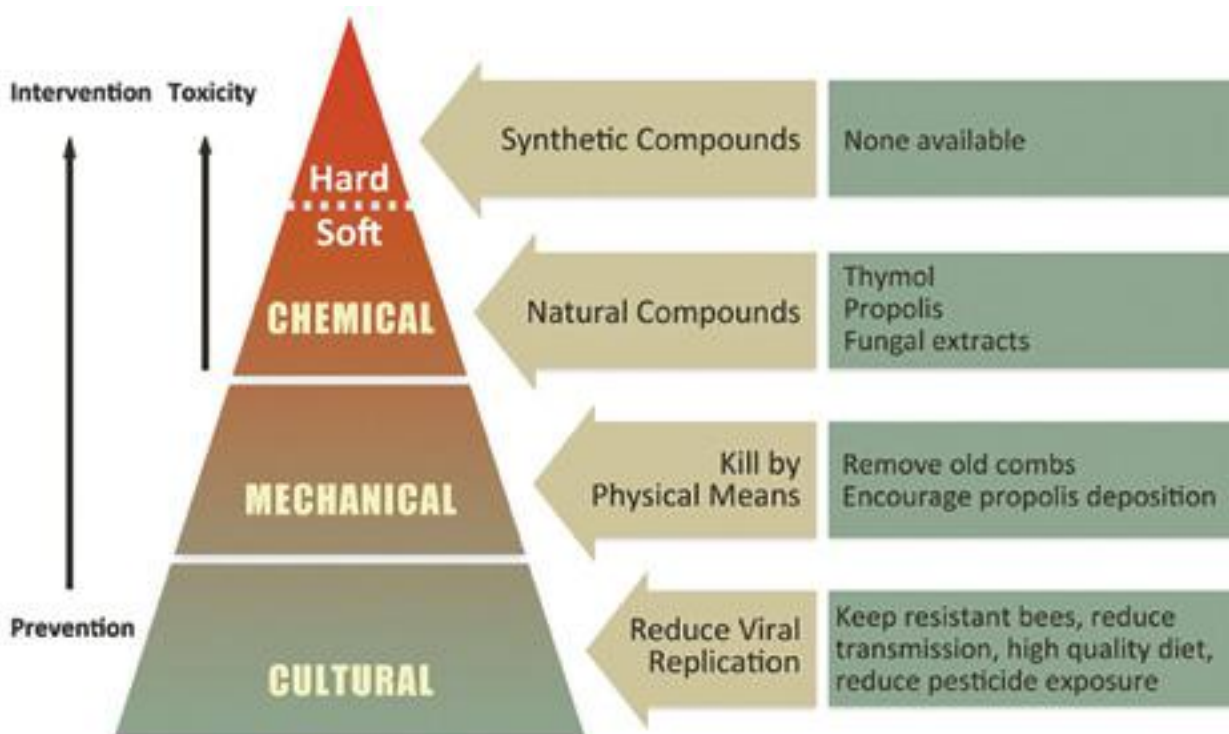 Intervention Toxicity
Prevention
Hard
Soft
CHEMICAL
MECHANICAL
CULTURAL
Synthetic Compounds
None available
Natural Compounds
Thymol
Propolis
Fungal extracts
Kill by
Physical Means
Remove old combs
Encourage propolis deposition
Reduce Viral
Replication
Keep resistant bees, reduce
transmission, high quality diet,
reduce pesticide exposure